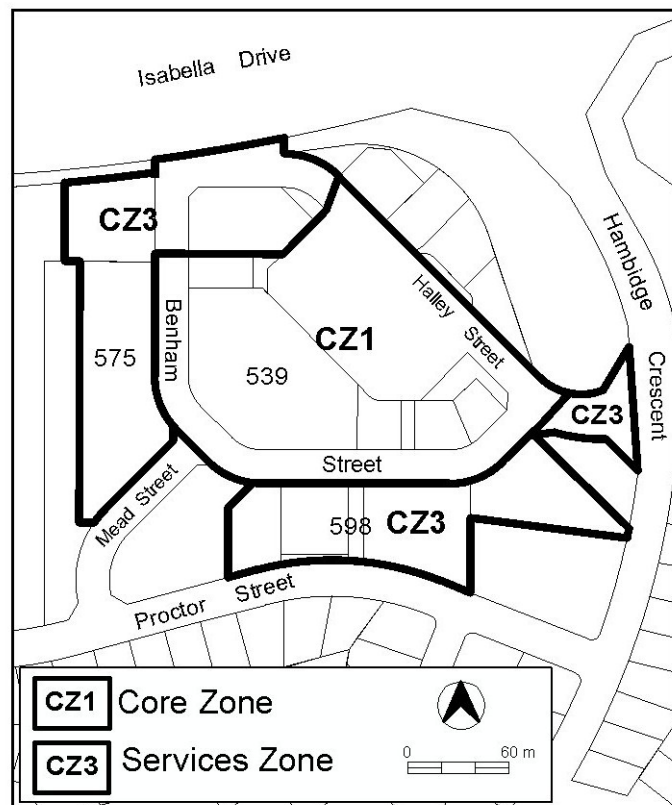 Isabella Drive
CZ3
Hambidge
Crescent
Benham
Halley Street
CZ1
575
539
CZ3
Street
Mead Street
598 CZ3
Proctor Street
CZ1 Core Zone
CZ3 Services Zone
0 60 m